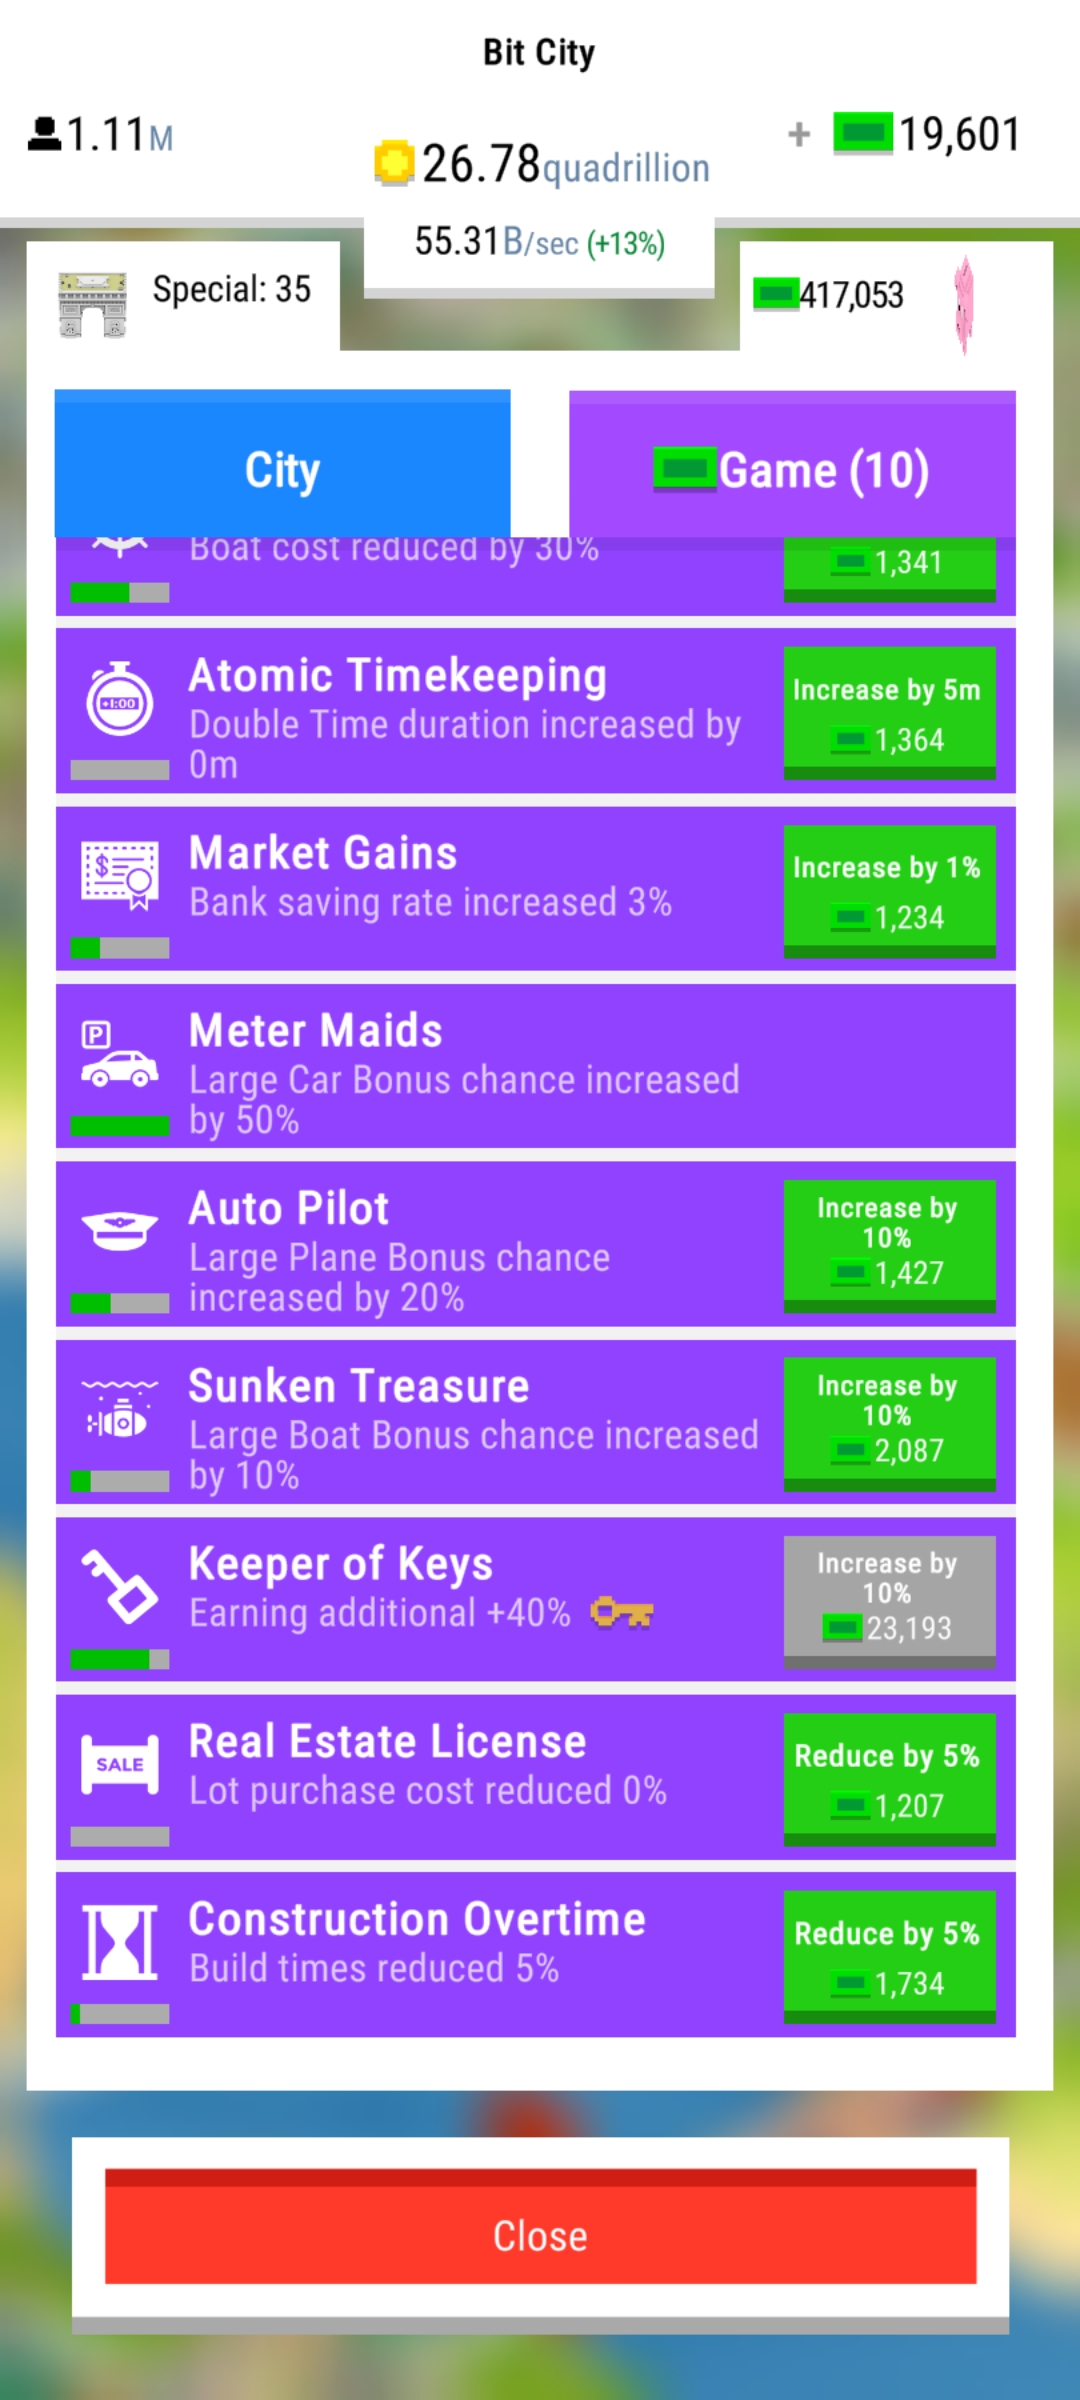 Bit City
1.11M
26.78quadrillion
+ 19,601
55.31B/sec (+13%)
Special: 35
417,053
City
Game (10)
Boat cost reduced by 30%
1,341
+1:00
Atomic Timekeeping
Double Time duration increased by
0m
Increase by 5m
1,364
$
Market Gains
Bank saving rate increased 3%
Increase by 1%
1,234
P
Meter Maids
Large Car Bonus chance increased
by 50%
Auto Pilot
Large Plane Bonus chance
increased by 20%
Increase by
10%
1,427
Sunken Treasure
Large Boat Bonus chance increased
by 10%
Increase by
10%
2,087
Keeper of Keys
Earning additional +40%
Increase by
10%
23,193
SALE
Real Estate License
Lot purchase cost reduced 0%
Reduce by 5%
1,207
Construction Overtime
Build times reduced 5%
Reduce by 5%
1,734
Close